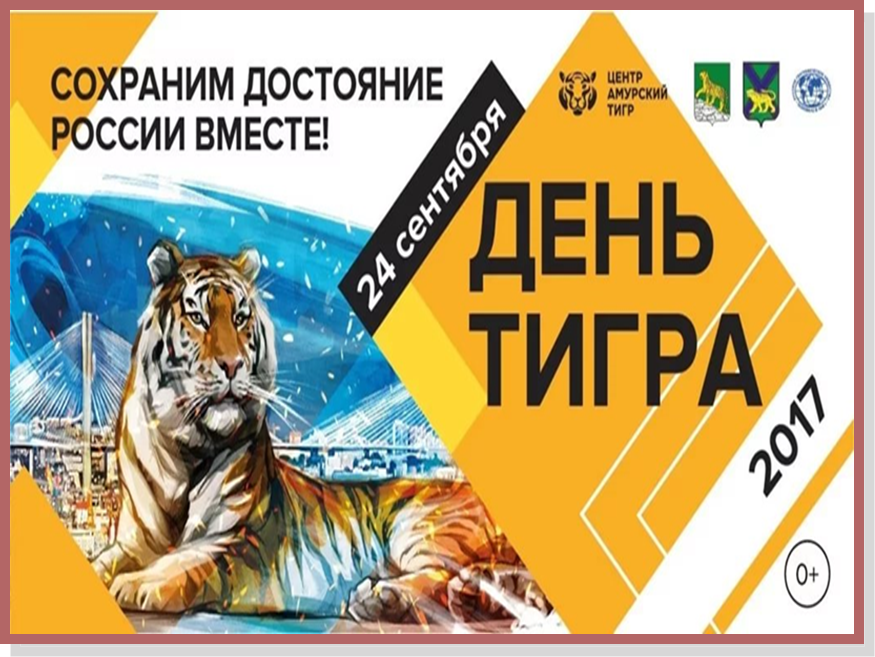 СОХРАНИМ ДОСТОЯНИЕ
РОССИИ ВМЕСТЕ!
24 сентября
ЦЕНТР
АМУРСКИЙ
ТИГР
ДЕНЬ
ТИГРА
2017
0+